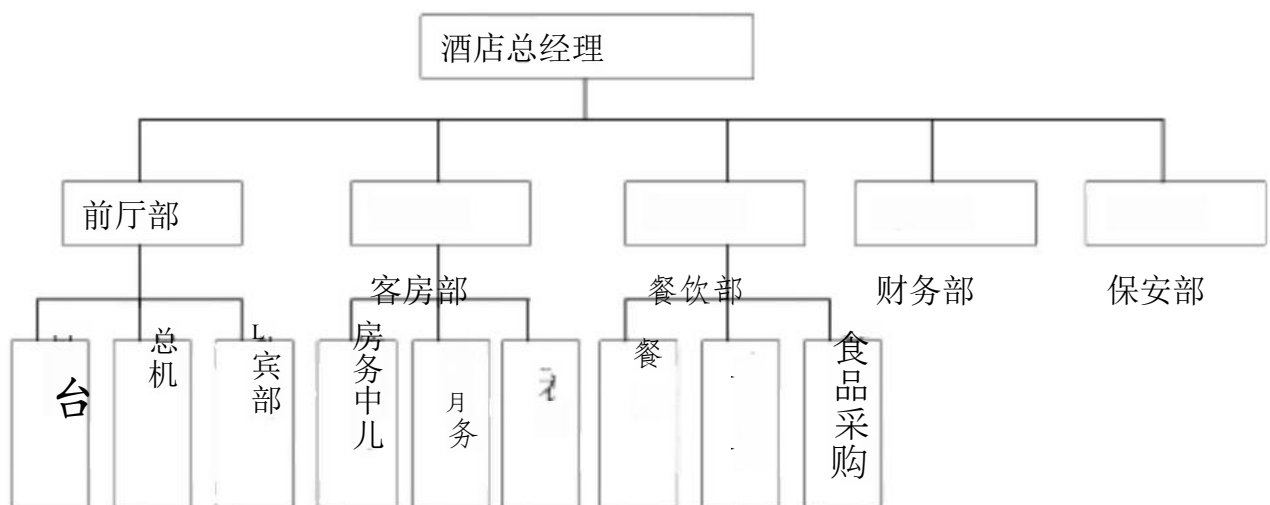 酒店总经理
前厅部
客房部
餐饮部
财务部
保安部
台
总机
宾部
房务中儿
月务
餐
食品采购